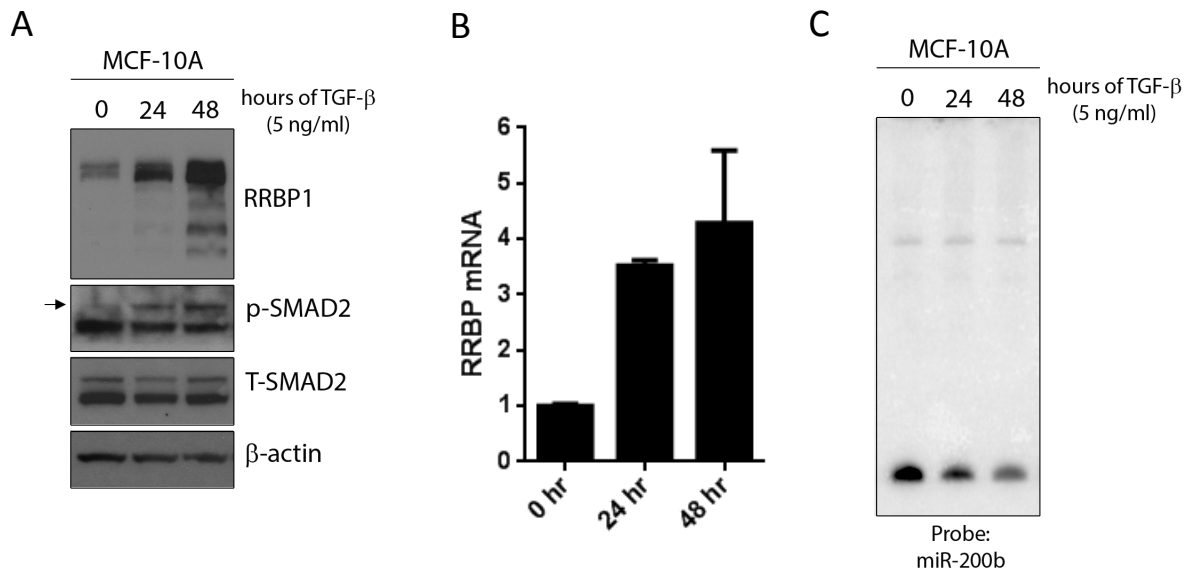 A
MCF-10A
0 24 48
hours of TGF-β
(5 ng/ml)
RRBP1
p-SMAD2
T-SMAD2
β-actin
B
RRBP mRNA
6
5
4
3
2
1
0
0 hr
24 hr
48 hr
C
MCF-10A
0 24 48
hours of TGF-β
(5 ng/ml)
Probe:
miR-200b